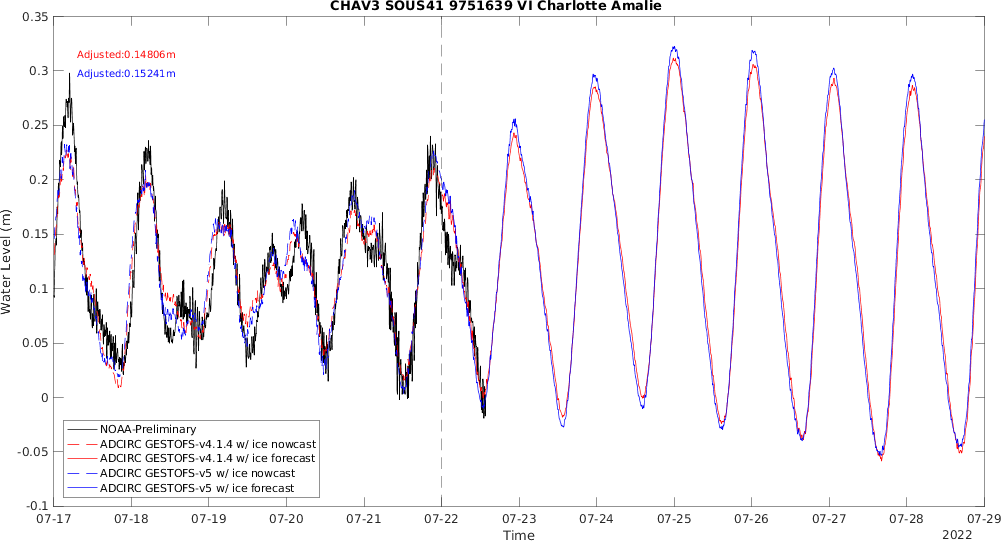 CHAV3 SOUS41 9751639 VI Charlotte Amalie
0.35
0.3
0.25
0.2
0.15
0.1
0.05
0
-0.05
-0.1
Water Level (m)
Adjusted:0.14806m
Adjusted:0.15241m
NOAA-Preliminary
ADCIRC GESTOFS-v4.1.4 w/ ice nowcast
ADCIRC GESTOFS-v4.1.4 w/ ice forecast
ADCIRC GESTOFS-v5 w/ ice nowcast
ADCIRC GESTOFS-v5 w/ ice forecast
07-17 07-18 07-19 07-20 07-21 07-22 07-23 07-24 07-25 07-26 07-27 07-28 07-29
Time
2022